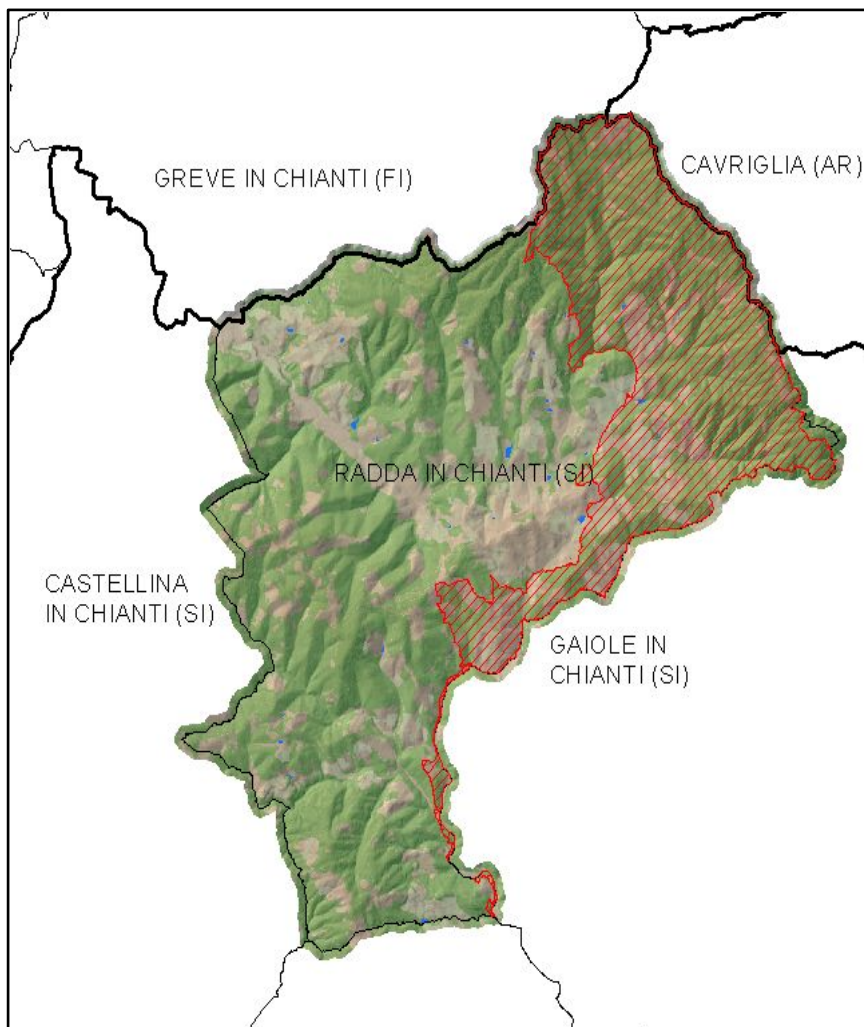 GREVE IN CHIANTI (FI)
CAVRIGLIA (AR)
RADDA IN CHIANTI (SI)
CASTELLINA
IN CHIANTI (SI)
GAIOLE IN
CHIANTI (SI)